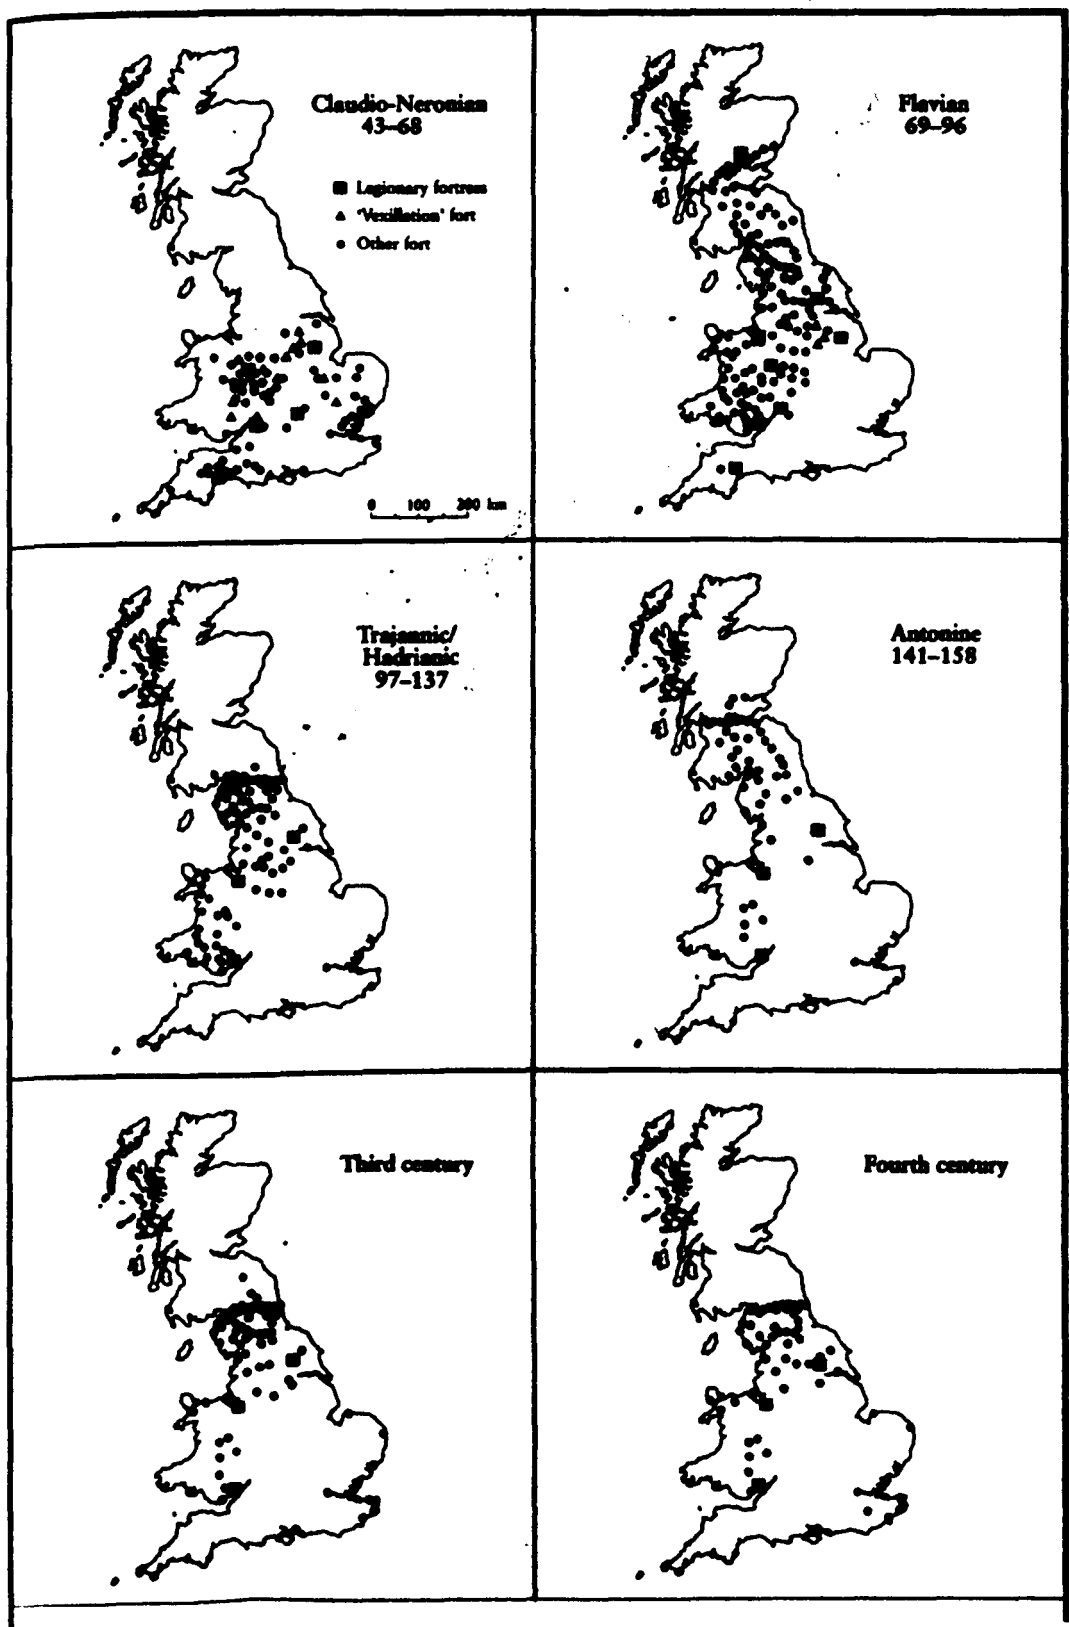 Claudio-Neronian
43–68
Legionary fortress
'Vexillation' fort
Other fort
0 100 200 km
Flavian
69–96
Trajannic/
Hadrianic
97–137
Antonine
141–158
Third century
Fourth century